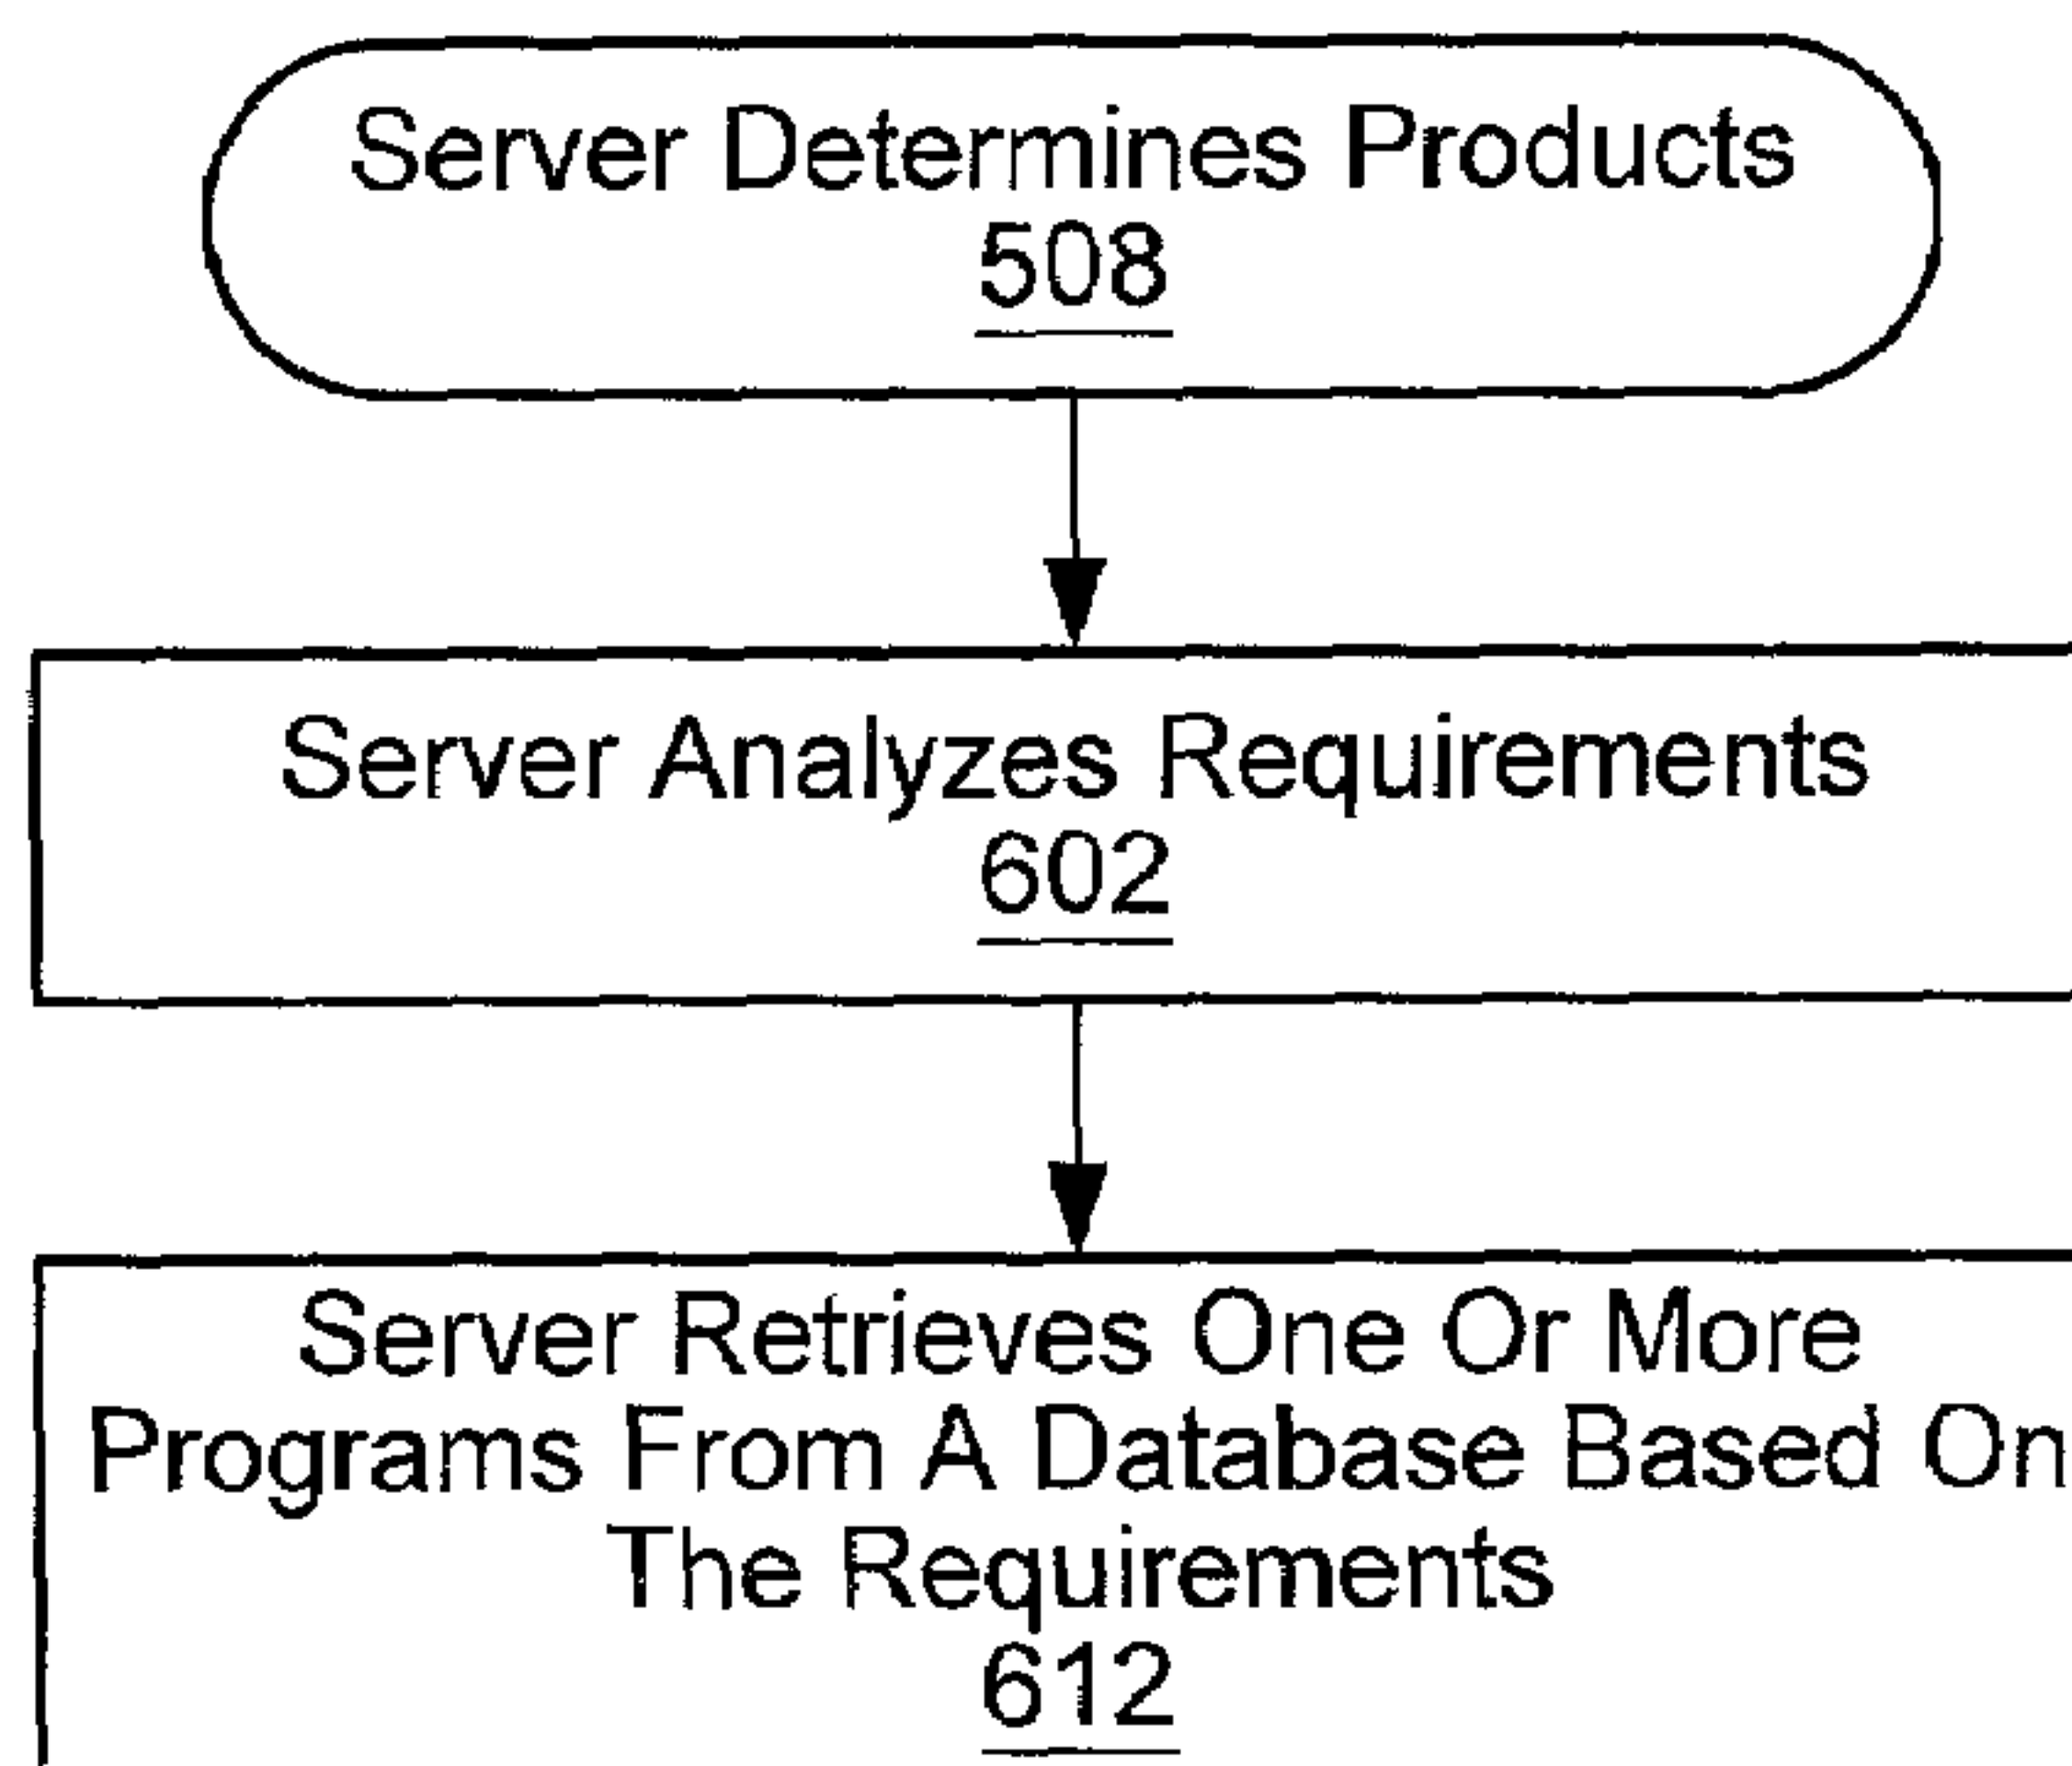 Server Determines Products
508
Server Analyzes Requirements
602
Server Retrieves One Or More
Programs From A Database Based On
The Requirements
612